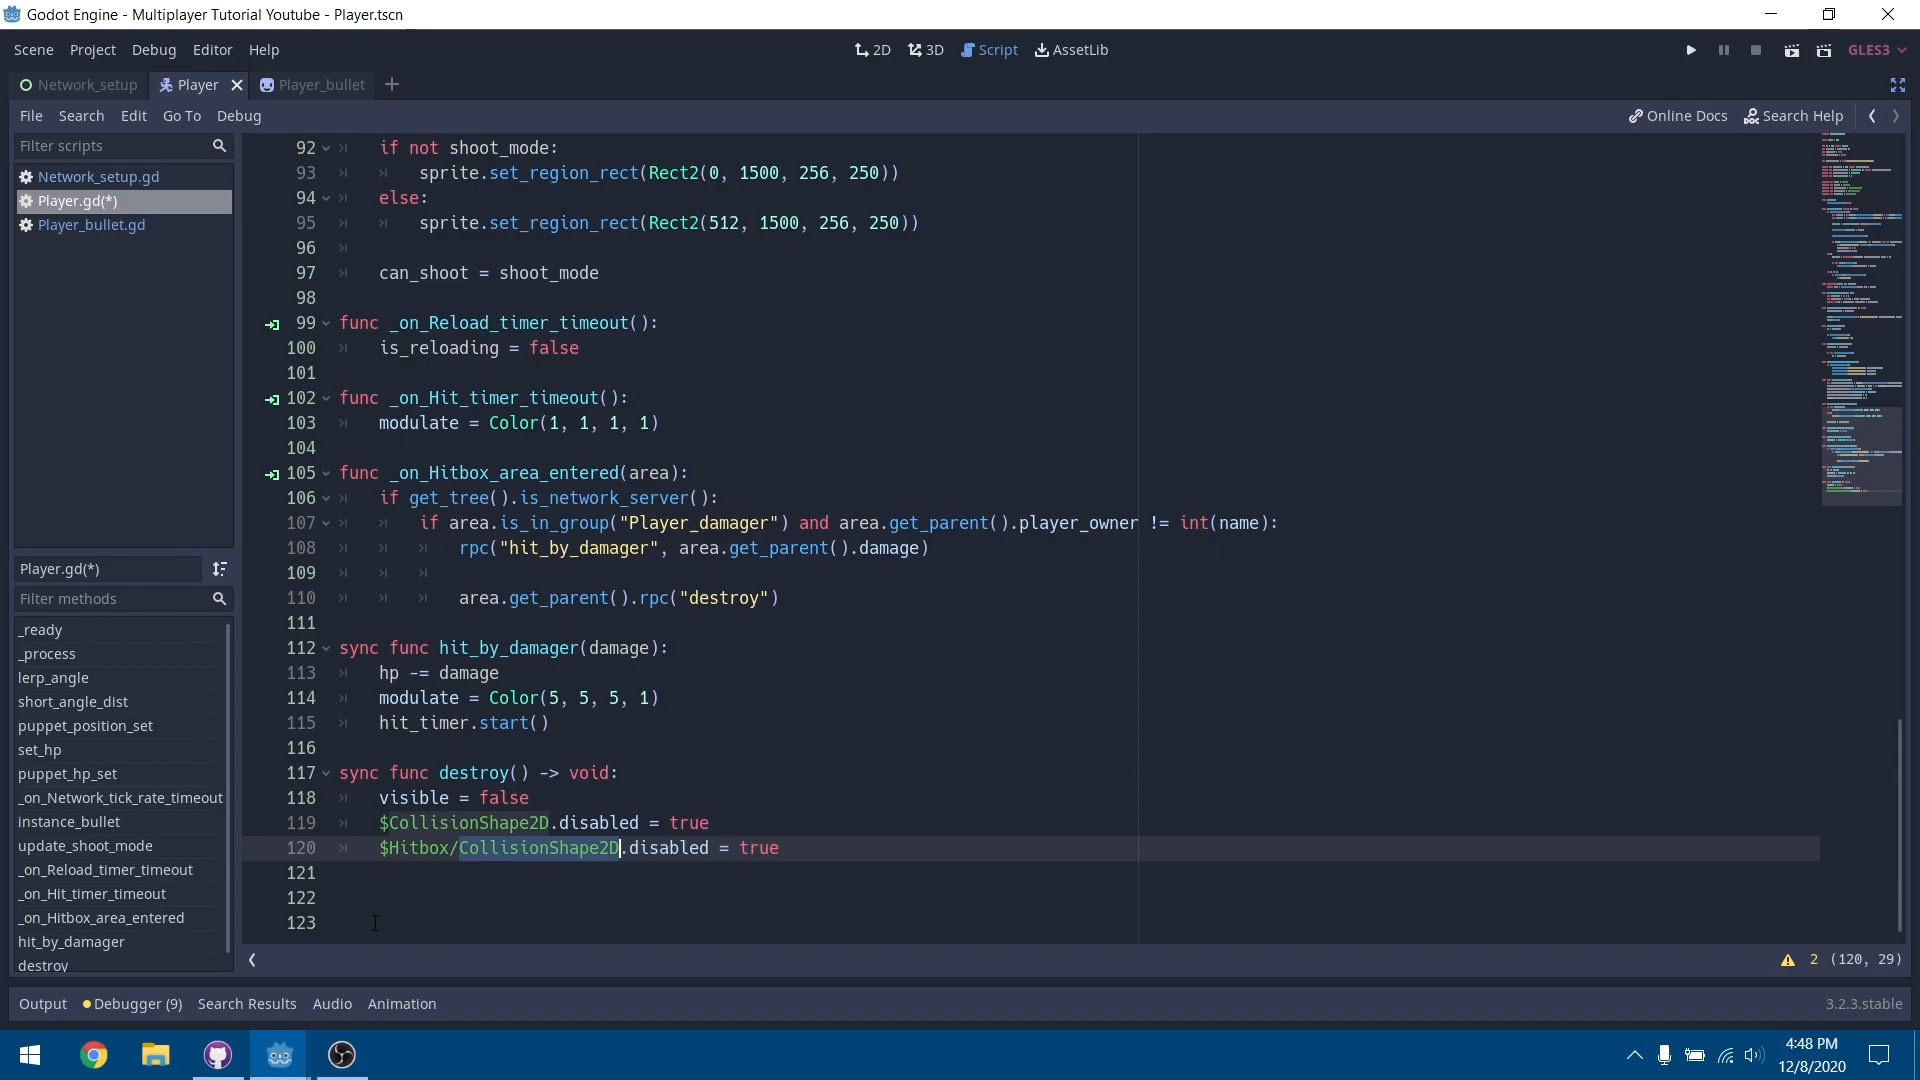 Godot Engine - Multiplayer Tutorial Youtube - Player.tscn
Scene Project Debug Editor Help
2D 3D Script AssetLib
GLES3
Network_setup Player Player_bullet
File Search Edit Go To Debug
Online Docs Search Help
Filter scripts
Network_setup.gd
Player.gd(*)
Player_bullet.gd
Player.gd(*)
Filter methods
_ready
_process
lerp_angle
short_angle_dist
puppet_position_set
set_hp
puppet_hp_set
_on_Network_tick_rate_timeout
instance_bullet
update_shoot_mode
_on_Reload_timer_timeout
_on_Hit_timer_timeout
_on_Hitbox_area_entered
hit_by_damager
destroy
92 if not shoot_mode:
93 sprite.set_region_rect(Rect2(0, 1500, 256, 250))
94 else:
95 sprite.set_region_rect(Rect2(512, 1500, 256, 250))
96
97 can_shoot = shoot_mode
98
99 func _on_Reload_timer_timeout():
100 is_reloading = false
101
102 func _on_Hit_timer_timeout():
103 modulate = Color(1, 1, 1, 1)
104
105 func _on_Hitbox_area_entered(area):
106 if get_tree().is_network_server():
107 if area.is_in_group("Player_damager") and area.get_parent().player_owner != int(name):
108 rpc("hit_by_damager", area.get_parent().damage)
109
110 area.get_parent().rpc("destroy")
111
112 sync func hit_by_damager(damage):
113 hp -= damage
114 modulate = Color(5, 5, 5, 1)
115 hit_timer.start()
116
117 sync func destroy() -> void:
118 visible = false
119 $CollisionShape2D.disabled = true
120 $Hitbox/CollisionShape2D.disabled = true
121
122
123
2 (120, 29)
Output Debugger (9) Search Results Audio Animation
3.2.3.stable
4:48 PM
12/8/2020